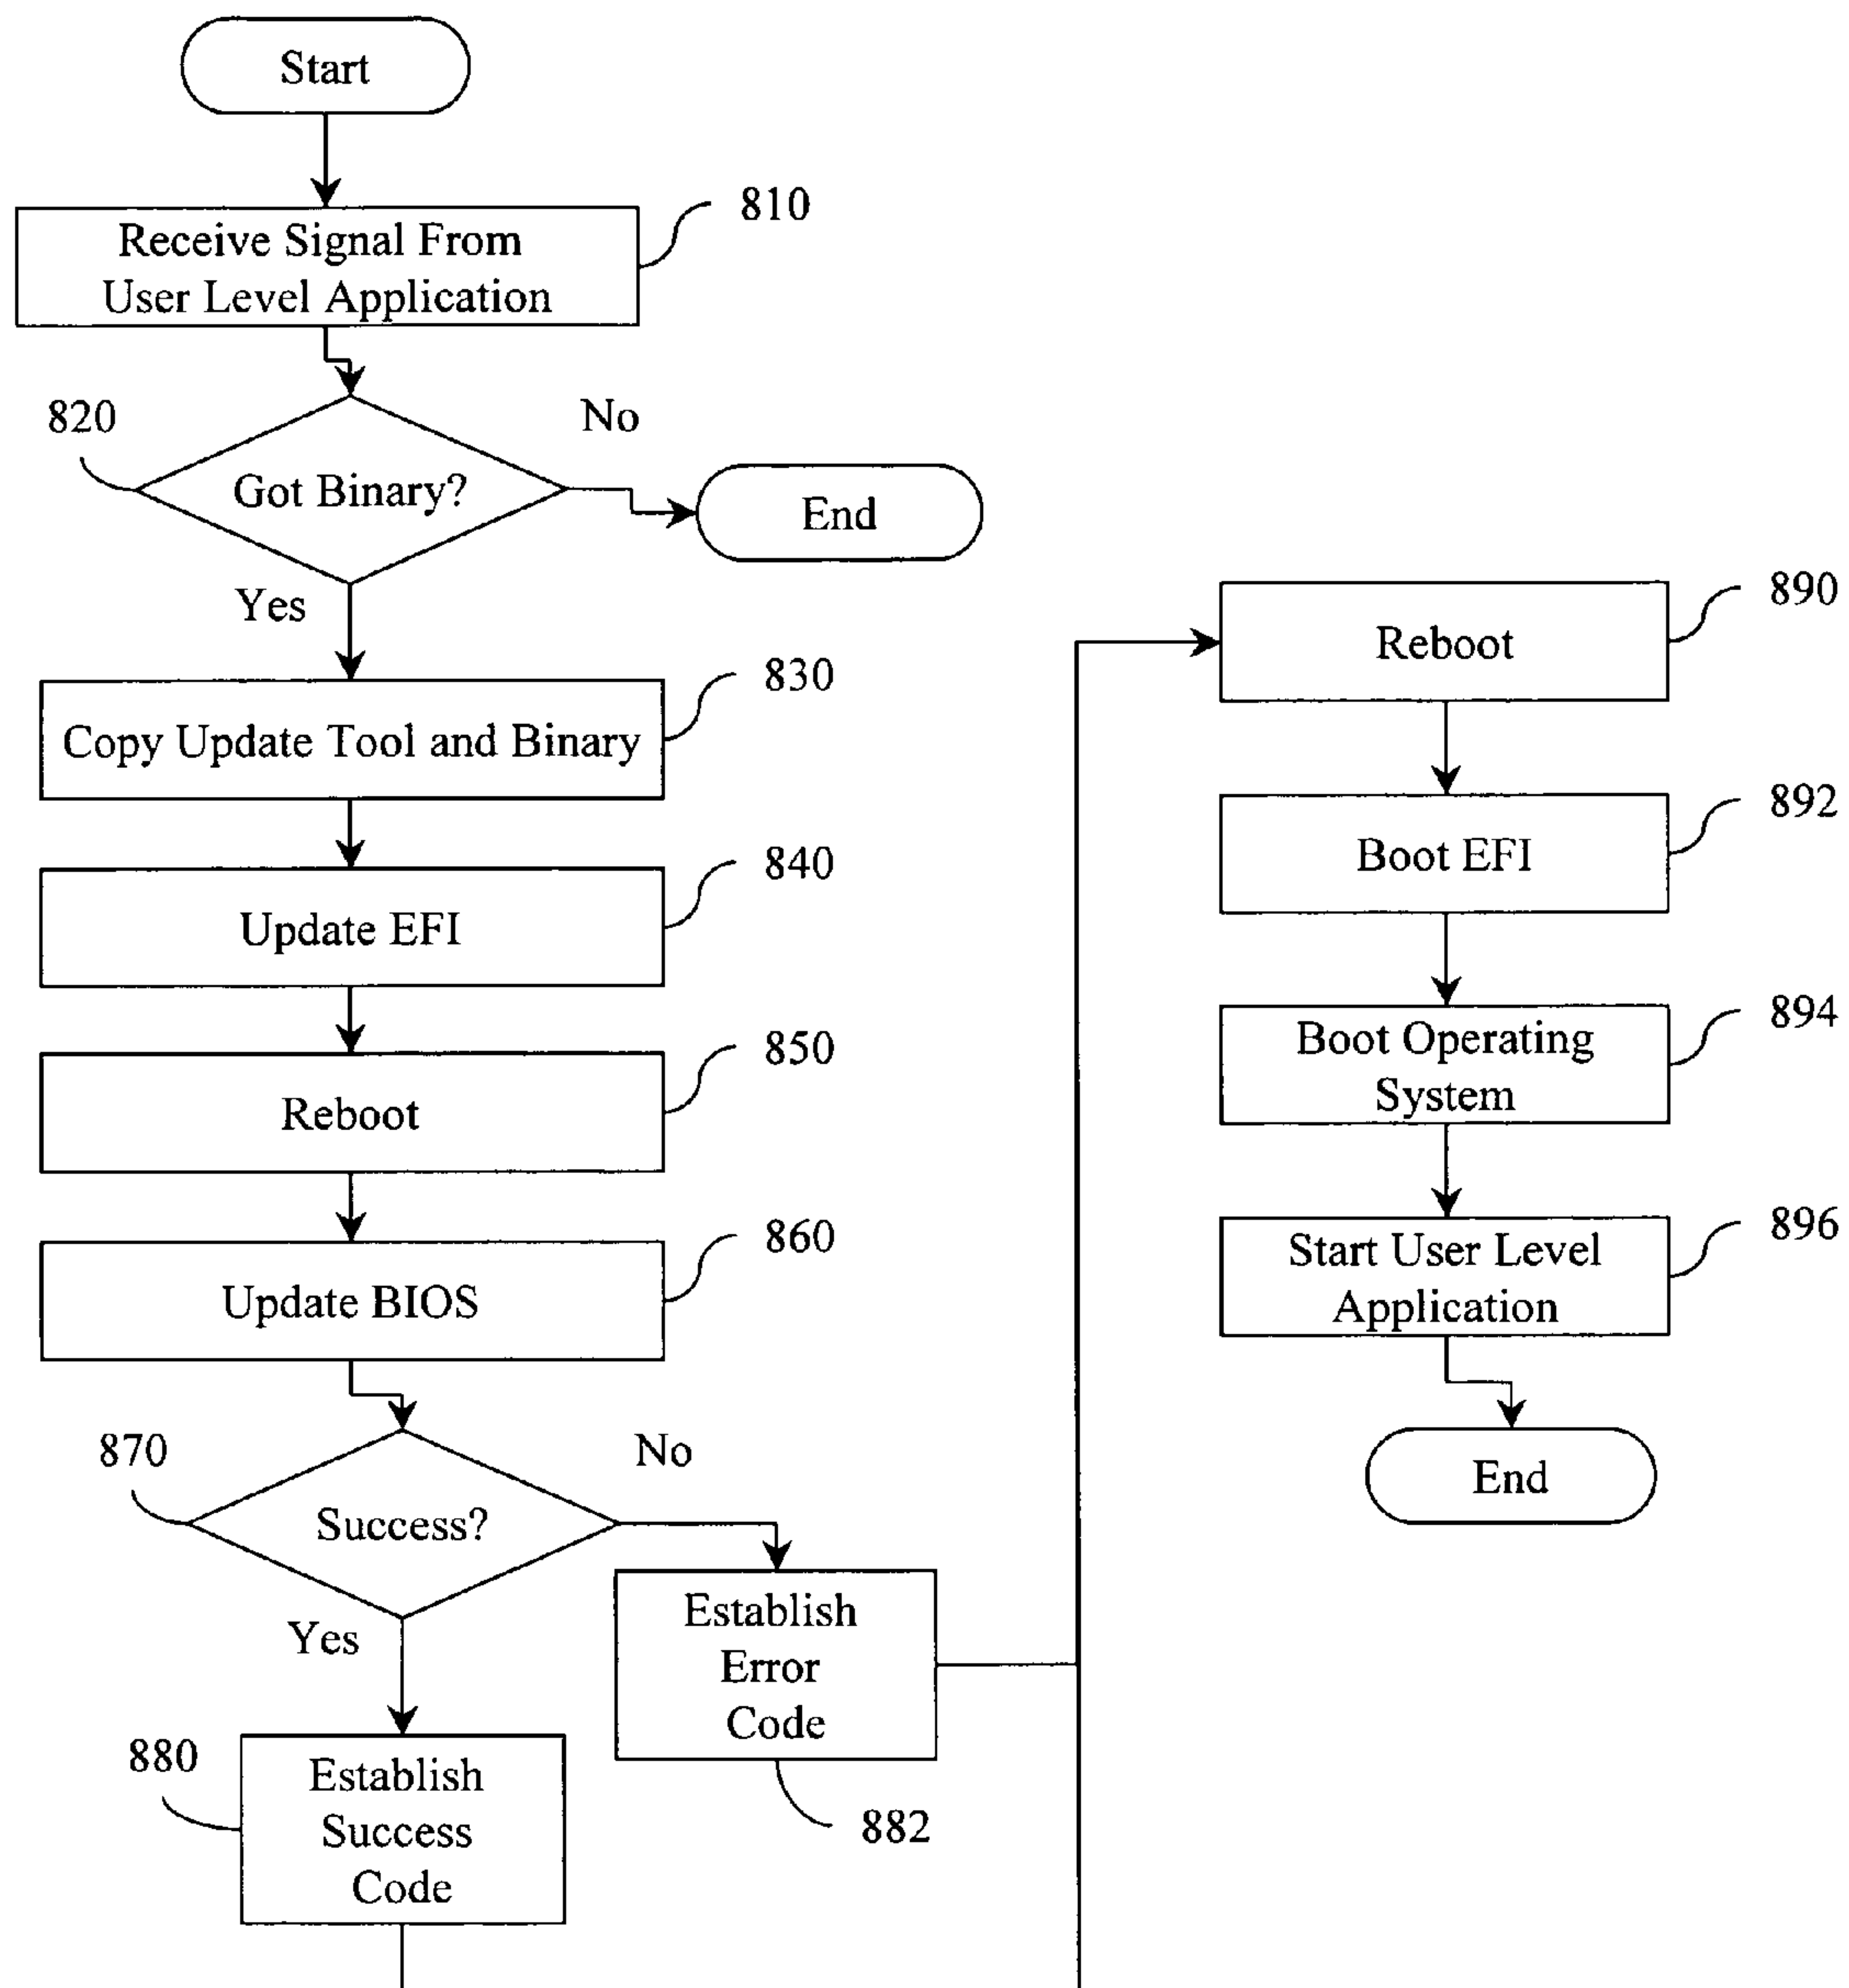 Start
810
Receive Signal From
User Level Application
820
No
Got Binary?
End
Yes
830
Copy Update Tool and Binary
840
Update EFI
850
Reboot
860
Update BIOS
870
No
Success?
Yes
Establish
Error
Code
882
880
Establish
Success
Code
890
Reboot
892
Boot EFI
894
Boot Operating
System
896
Start User Level
Application
End